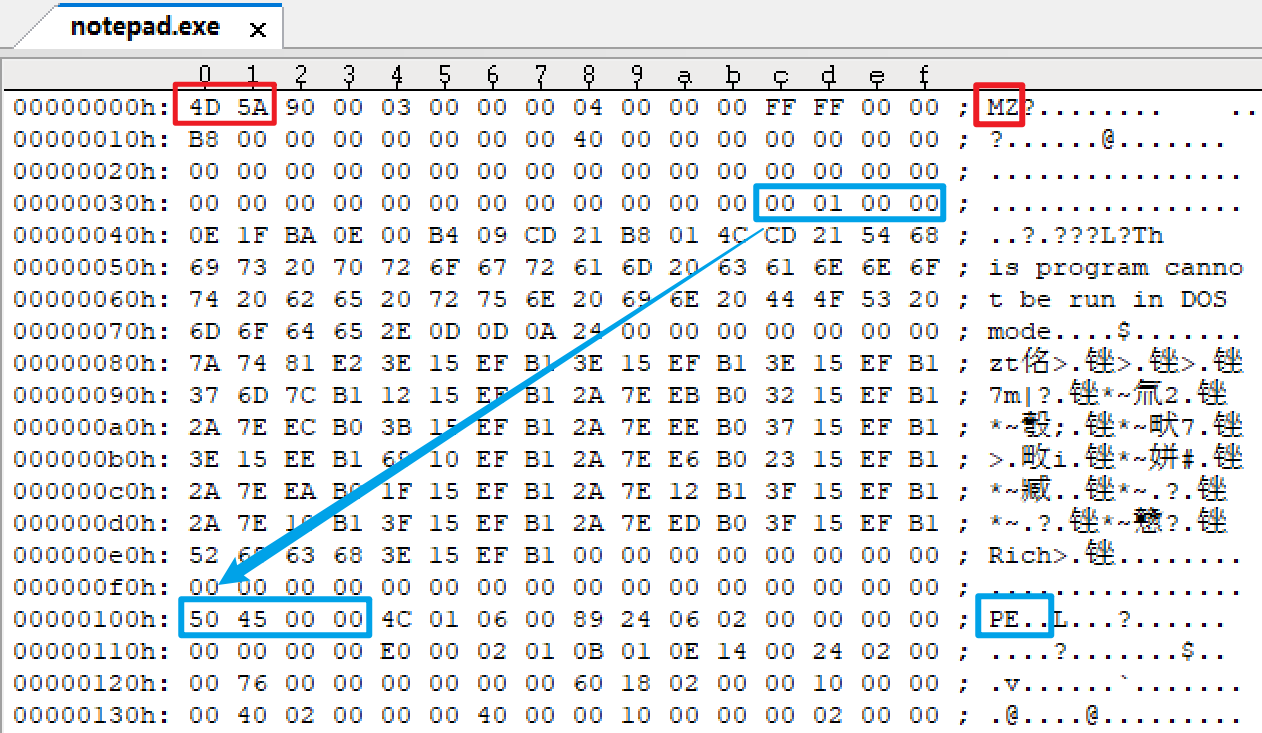 notepad.exe ×
0 1 2 3 4 5 6 7 8 9 a b c d e f
00000000h: 4D 5A 90 00 03 00 00 00 04 00 00 00 FF FF 00 00 ; MZ?......... ..
00000010h: B8 00 00 00 00 00 00 00 40 00 00 00 00 00 00 00 ; ?......@.......
00000020h: 00 00 00 00 00 00 00 00 00 00 00 00 00 00 00 00 ; ................
00000030h: 00 00 00 00 00 00 00 00 00 00 00 00 00 01 00 00 ; ................
00000040h: 0E 1F BA 0E 00 B4 09 CD 21 B8 01 4C CD 21 54 68 ; ..?.???L?Th
00000050h: 69 73 20 70 72 6F 67 72 61 6D 20 63 61 6E 6E 6F ; is program canno
00000060h: 74 20 62 65 20 72 75 6E 20 69 6E 20 44 4F 53 20 ; t be run in DOS
00000070h: 6D 6F 64 65 2E 0D 0D 0A 24 00 00 00 00 00 00 00 ; mode....$.......
00000080h: 7A 74 81 E2 3E 15 EF B1 3E 15 EF B1 3E 15 EF B1 ; zt佲>.锉>.锉>.锉
00000090h: 37 6D 7C B1 12 15 EF B1 2A 7E EB B0 32 15 EF B1 ; 7m|?.锉*~氚2.锉
000000a0h: 2A 7E EC B0 3B 15 EF B1 2A 7E EE B0 37 15 EF B1 ; *~彀;.锉*~畎7.锉
000000b0h: 3E 15 EE B1 69 10 EF B1 2A 7E E6 B0 23 15 EF B1 ; >.畋i.锉*~姘#.锉
000000c0h: 2A 7E EA B0 1F 15 EF B1 2A 7E 12 B1 3F 15 EF B1 ; *~臧..锉*~.?.锉
000000d0h: 2A 7E 10 B1 3F 15 EF B1 2A 7E ED B0 3F 15 EF B1 ; *~.?.锉*~戆?.锉
000000e0h: 52 69 63 68 3E 15 EF B1 00 00 00 00 00 00 00 00 ; Rich>.锉........
000000f0h: 00 00 00 00 00 00 00 00 00 00 00 00 00 00 00 00 ; ................
00000100h: 50 45 00 00 4C 01 06 00 89 24 06 02 00 00 00 00 ; PE..L...?......
00000110h: 00 00 00 00 E0 00 02 01 0B 01 0E 14 00 24 02 00 ; ....?.......$..
00000120h: 00 76 00 00 00 00 00 00 60 18 02 00 00 10 00 00 ; .v......`.......
00000130h: 00 40 02 00 00 00 40 00 00 10 00 00 00 02 00 00 ; .@....@.........